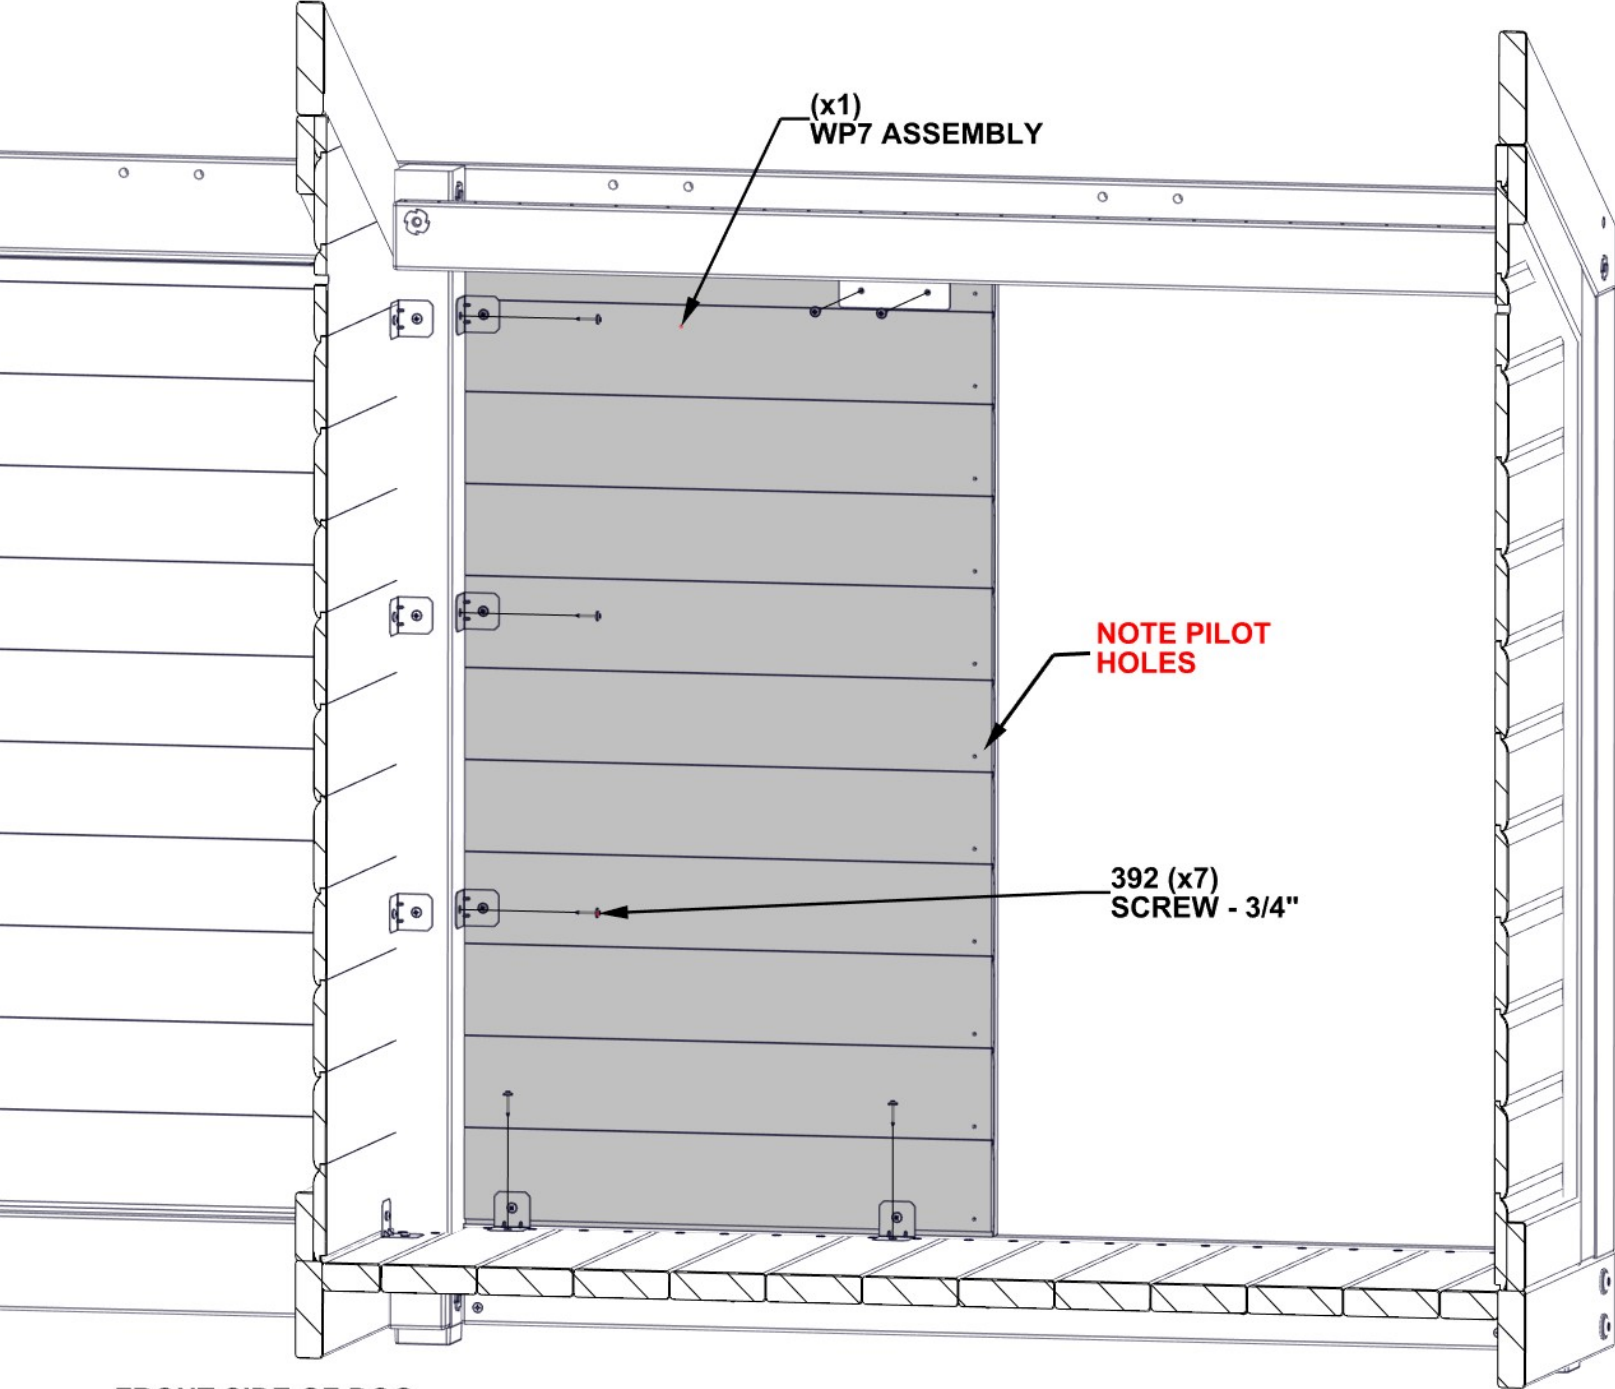 (x1)
WP7 ASSEMBLY
NOTE PILOT
HOLES
392 (x7)
SCREW - 3/4"